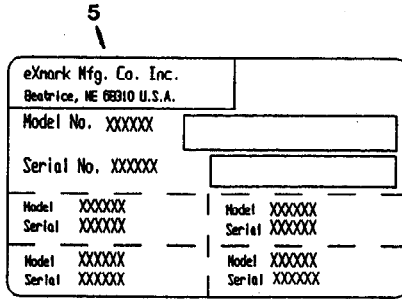 5
eXmark Mfg. Co. Inc.
Beatrice, NE 68310 U.S.A.
Model No. XXXXXX
Serial No. XXXXXX
Model XXXXXX Model XXXXXX
Serial XXXXXX Serial XXXXXX
Model XXXXXX Model XXXXXX
Serial XXXXXX Serial XXXXXX